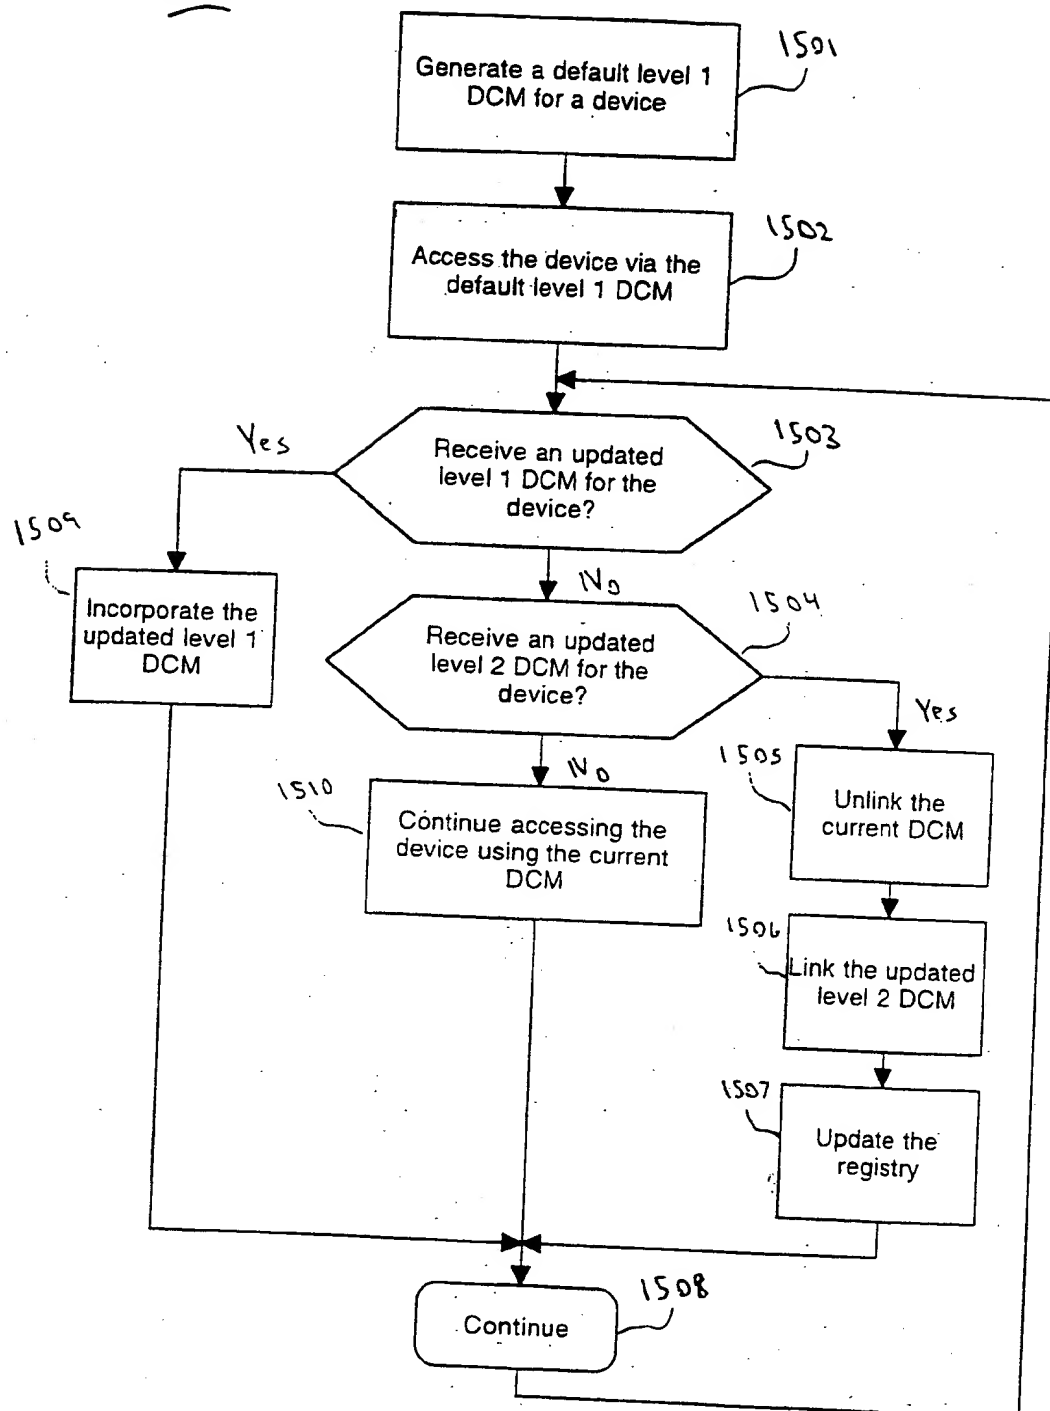 1501
Generate a default level 1
DCM for a device
1502
Access the device via the
default level 1 DCM
Yes
1503
Receive an updated
level 1 DCM for the
device?
1509
No
Incorporate the
updated level 1
DCM
1504
Receive an updated
level 2 DCM for the
device?
Yes
No
1505
Unlink the
current DCM
1510
Continue accessing the
device using the current
DCM
1506
Link the updated
level 2 DCM
1507
Update the
registry
1508
Continue